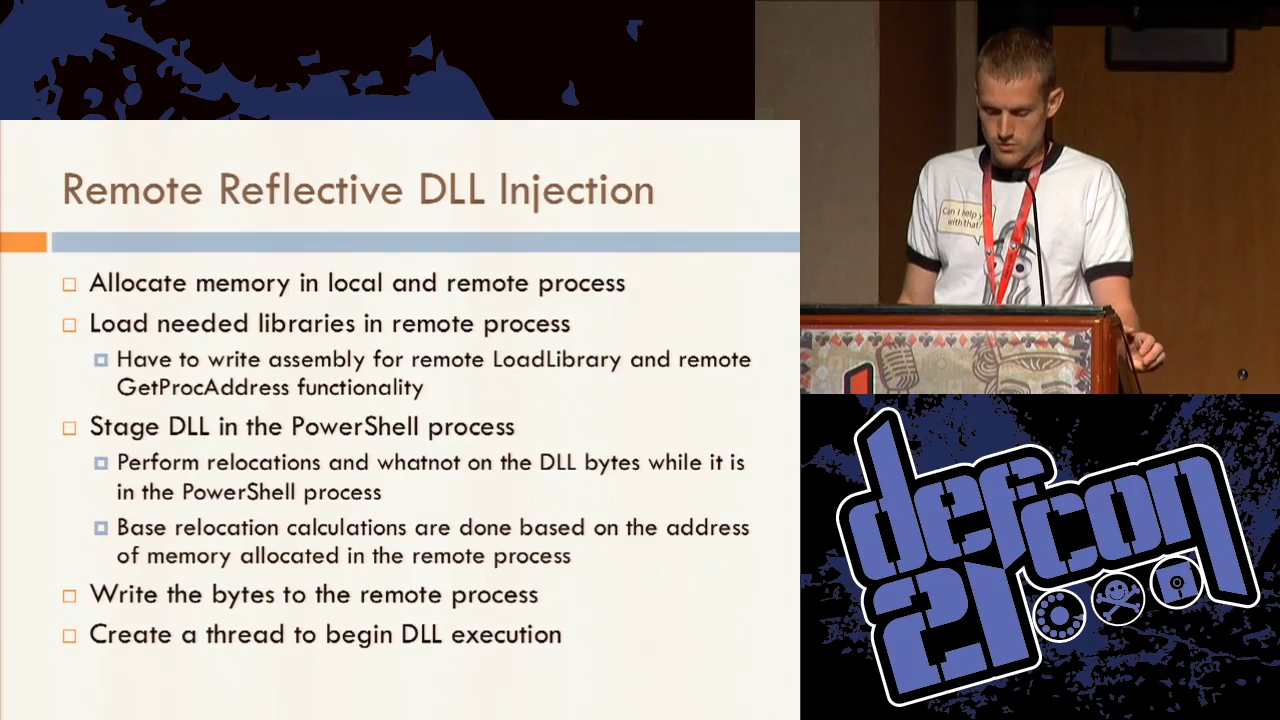 Remote Reflective DLL Injection
Allocate memory in local and remote process
Load needed libraries in remote process
Have to write assembly for remote LoadLibrary and remote
GetProcAddress functionality
Stage DLL in the PowerShell process
Perform relocations and whatnot on the DLL bytes while it is
in the PowerShell process
Base relocation calculations are done based on the address
of memory allocated in the remote process
Write the bytes to the remote process
Create a thread to begin DLL execution
Can I help
with that?
defcon
21